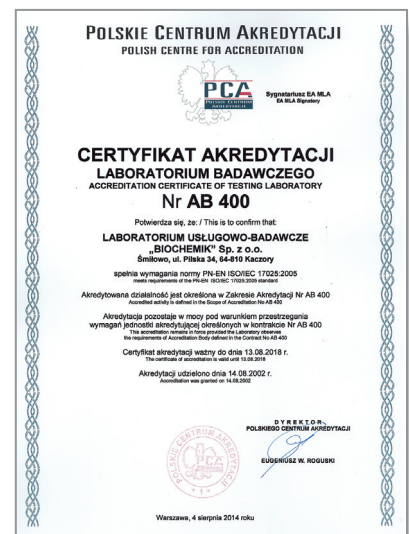 POLSKIE CENTRUM AKREDYTACJI
POLISH CENTRE FOR ACCREDITATION
PCA
POLSKIE CENTRUM
AKREDYTACJI
Sygnatariusz EA MLA
EA MLA Signatory
CERTYFIKAT AKREDYTACJI
LABORATORIUM BADAWCZEGO
ACCREDITATION CERTIFICATE OF TESTING LABORATORY
Nr AB 400
Potwierdza się, że: / This is to confirm that:
LABORATORIUM USŁUGOWO-BADAWCZE
„BIOCHEMIK" Sp. z o.o.
Śmiłowo, ul. Pilska 34, 64-810 Kaczory
spełnia wymagania normy PN-EN ISO/IEC 17025:2005
meets requirements of the PN-EN ISO/IEC 17025:2005 standard
Akredytowana działalność jest określona w Zakresie Akredytacji Nr AB 400
Accredited activity is defined in the Scope of Accreditation No AB 400
Akredytacja pozostaje w mocy pod warunkiem przestrzegania
wymagań jednostki akredytującej określonych w kontrakcie Nr AB 400
This accreditation remains in force provided the Laboratory observes
the requirements of Accreditation Body defined in the Contract No AB 400
Certyfikat akredytacji ważny do dnia 13.08.2018 r.
The certificate of accreditation is valid until 13.08.2018
Akredytacji udzielono dnia 14.08.2002 r.
Accreditation was granted on 14.08.2002
DYREKTOR
POLSKIEGO CENTRUM AKREDYTACJI
EUGENIUSZ W. ROGUSKI
POLSKIE CENTRUM AKREDYTACJI
* 1 *
Warszawa, 4 sierpnia 2014 roku